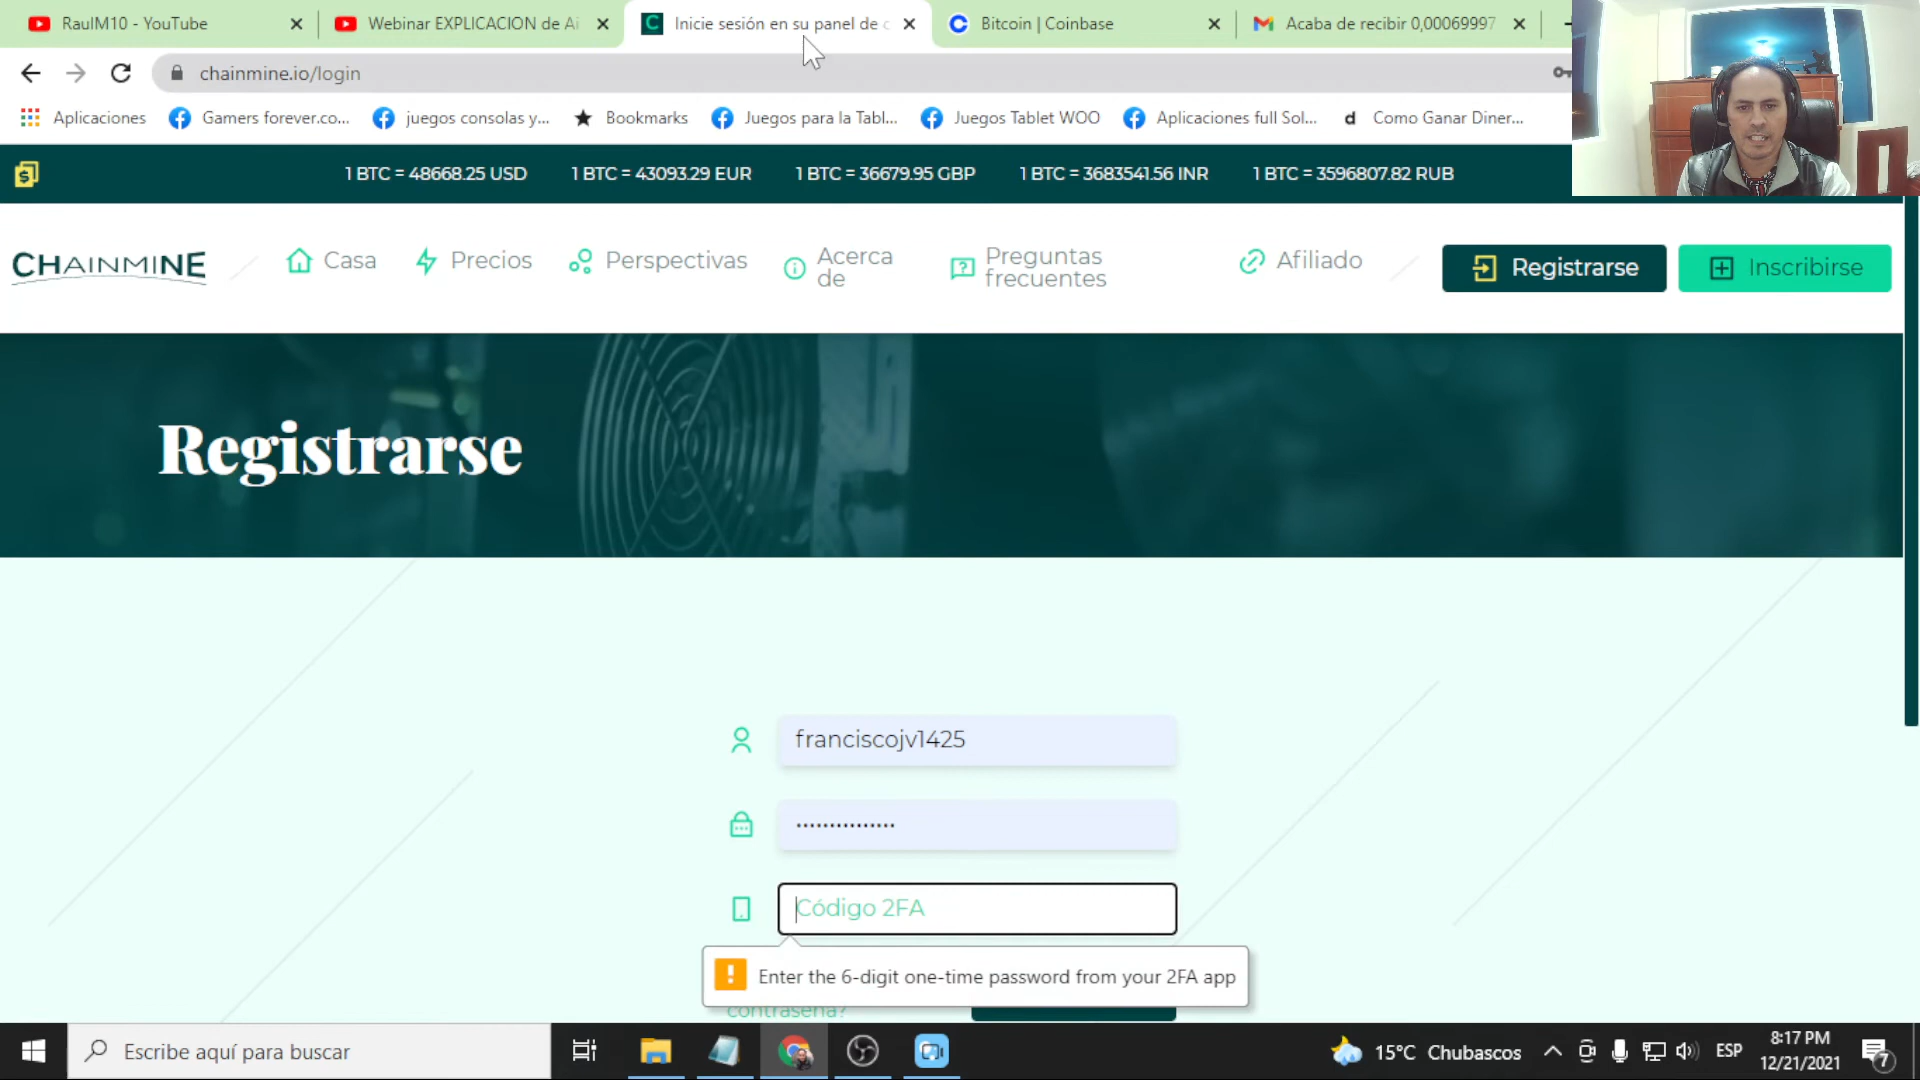 RaulM10 - YouTube
Webinar EXPLICACION de Ai
Inicie sesión en su panel de c
Bitcoin | Coinbase
Acaba de recibir 0,00069997
chainmine.io/login
Aplicaciones
Gamers forever.co...
juegos consolas y...
Bookmarks
Juegos para la Tabl...
Juegos Tablet WOO
Aplicaciones full Sol...
Como Ganar Diner...
1 BTC = 48668.25 USD
1 BTC = 43093.29 EUR
1 BTC = 36679.95 GBP
1 BTC = 3683541.56 INR
1 BTC = 3596807.82 RUB
CHAINMINE
Casa
Precios
Perspectivas
Acerca
de
Preguntas
frecuentes
Afiliado
Registrarse
Inscribirse
Registrarse
franciscojv1425
Código 2FA
Enter the 6-digit one-time password from your 2FA app
contraseña?
Escribe aquí para buscar
15°C Chubascos
ESP
8:17 PM
12/21/2021
7